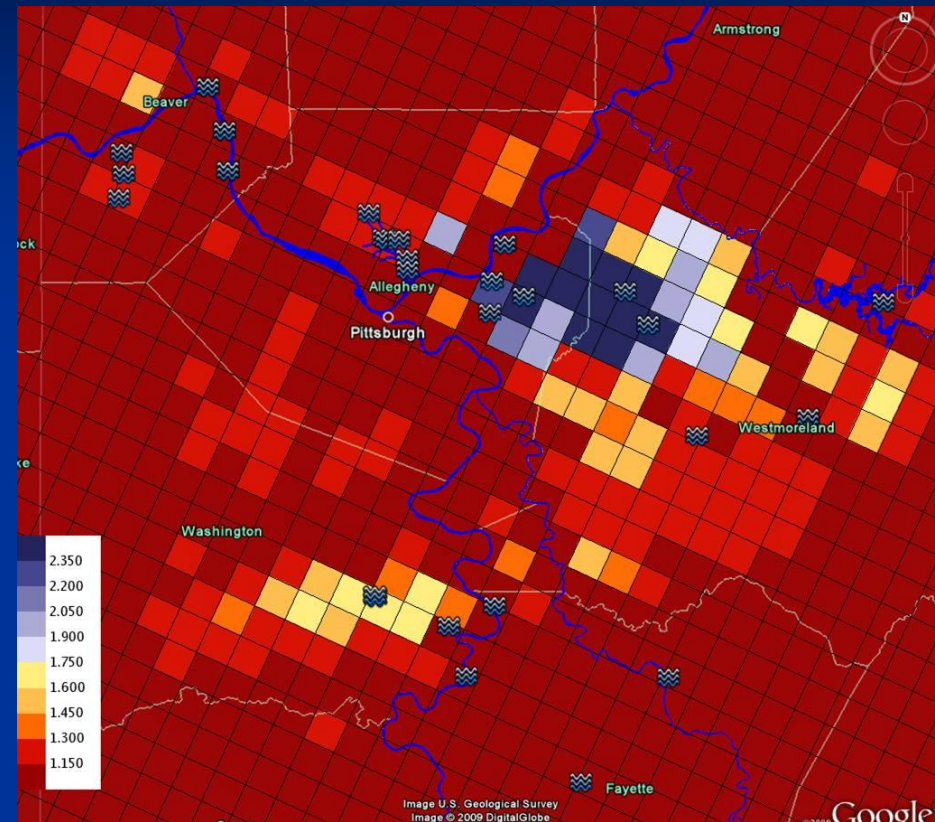 N
Armstrong
Beaver
ck
Allegheny
Pittsburgh
Westmoreland
ke
Washington
2.350
2.200
2.050
1.900
1.750
1.600
1.450
1.300
1.150
Fayette
Image U.S. Geological Survey
Image © 2009 DigitalGlobe
Google